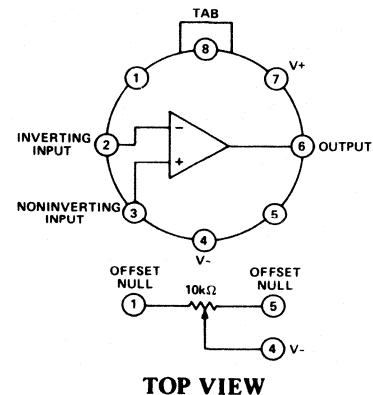 TAB
8
1
7
V+
INVERTING
INPUT
2
−
6
OUTPUT
+
NONINVERTING
INPUT
3
5
4
V-
OFFSET
NULL
10kΩ
OFFSET
NULL
1
5
4
V-
TOP VIEW